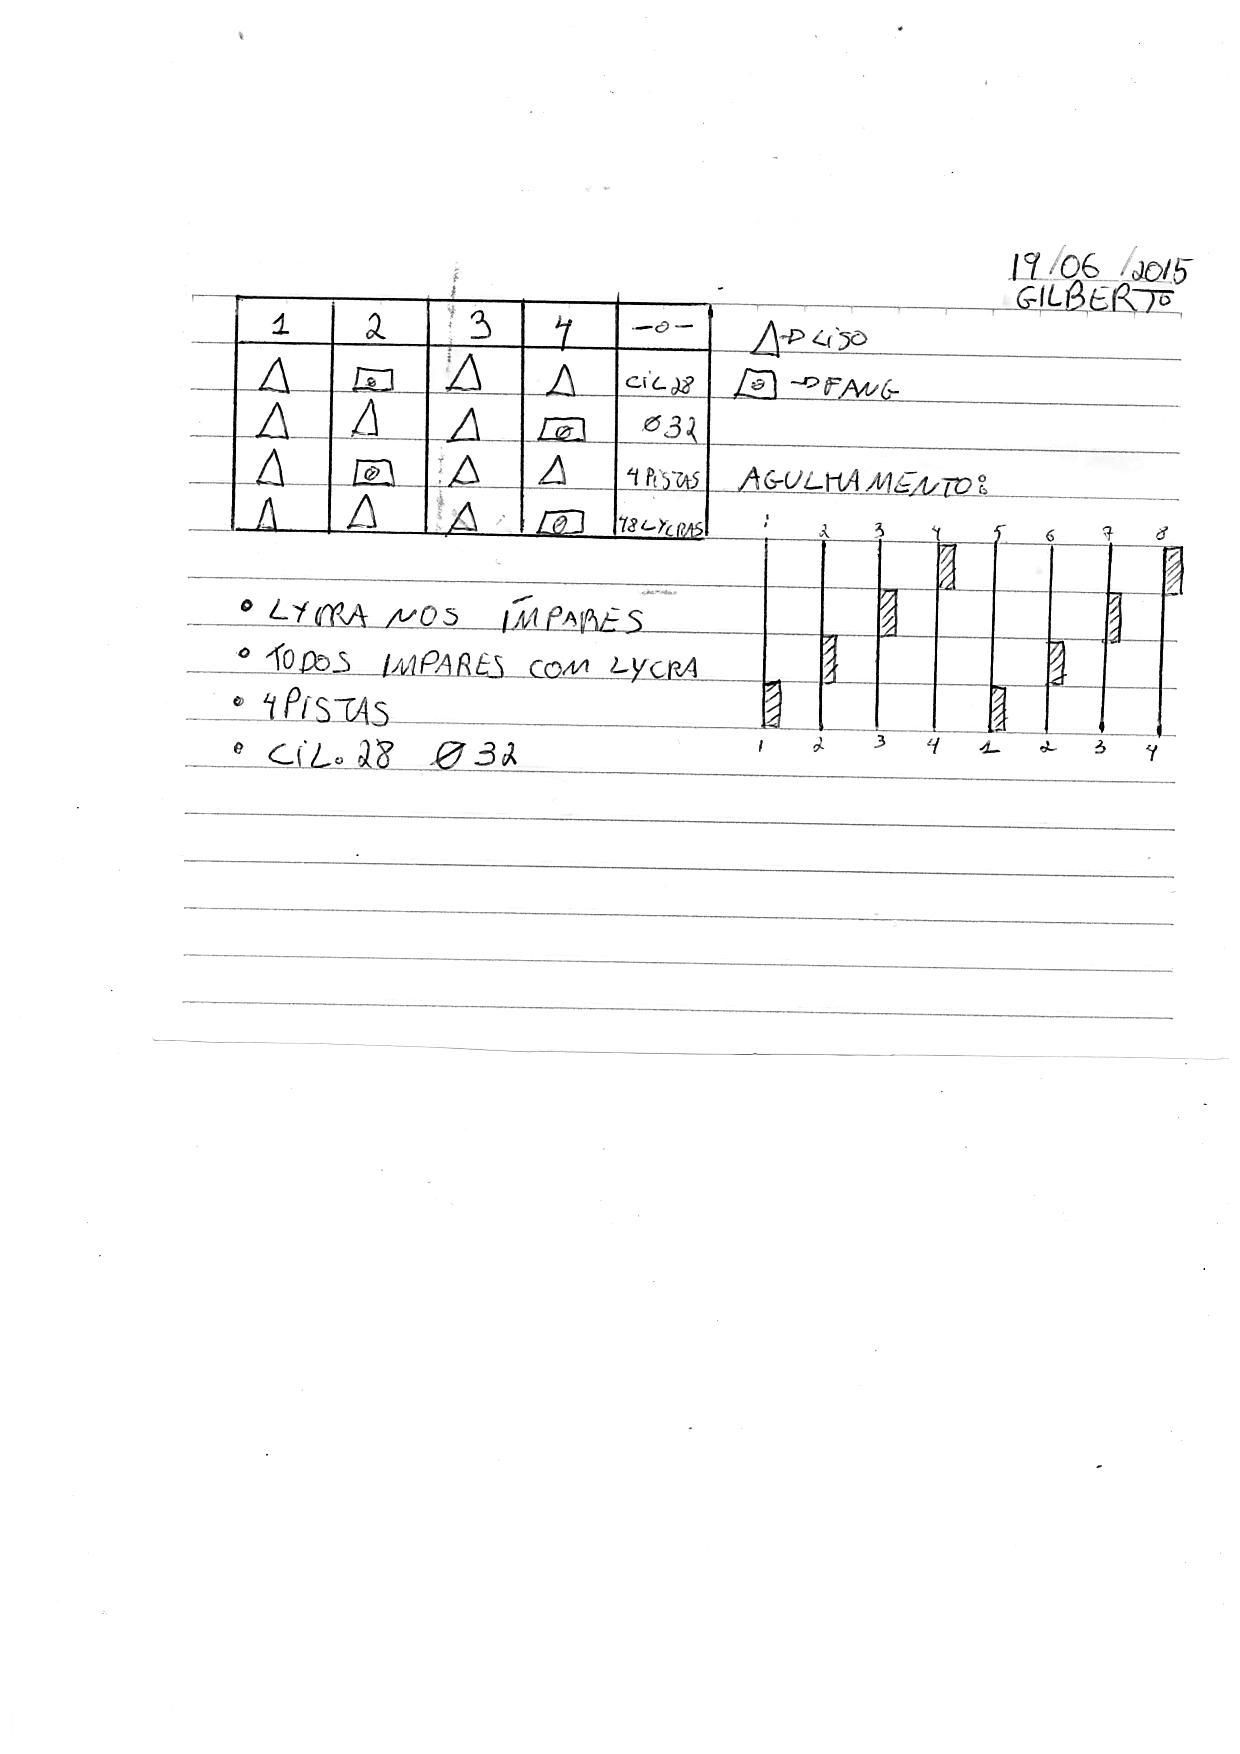 19/06/2015
GILBERTO
1 2 3 4 -o-
Δ ⊡ Δ Δ CiL 28
Δ Δ Δ ⊡ Ø32
Δ ⊡ Δ Δ 4 PiSTAS
Δ Δ Δ ⊡ 48 LYCRAS
Δ→ LiSO
⊡ → FANG
AGULHAMENTO:
1 2 3 4 5 6 7 8
1 2 3 4 1 2 3 4
• LYCRA NOS ÍMPARES
• TODOS IMPARES COM LYCRA
• 4 PiSTAS
• CiL. 28 Ø 32